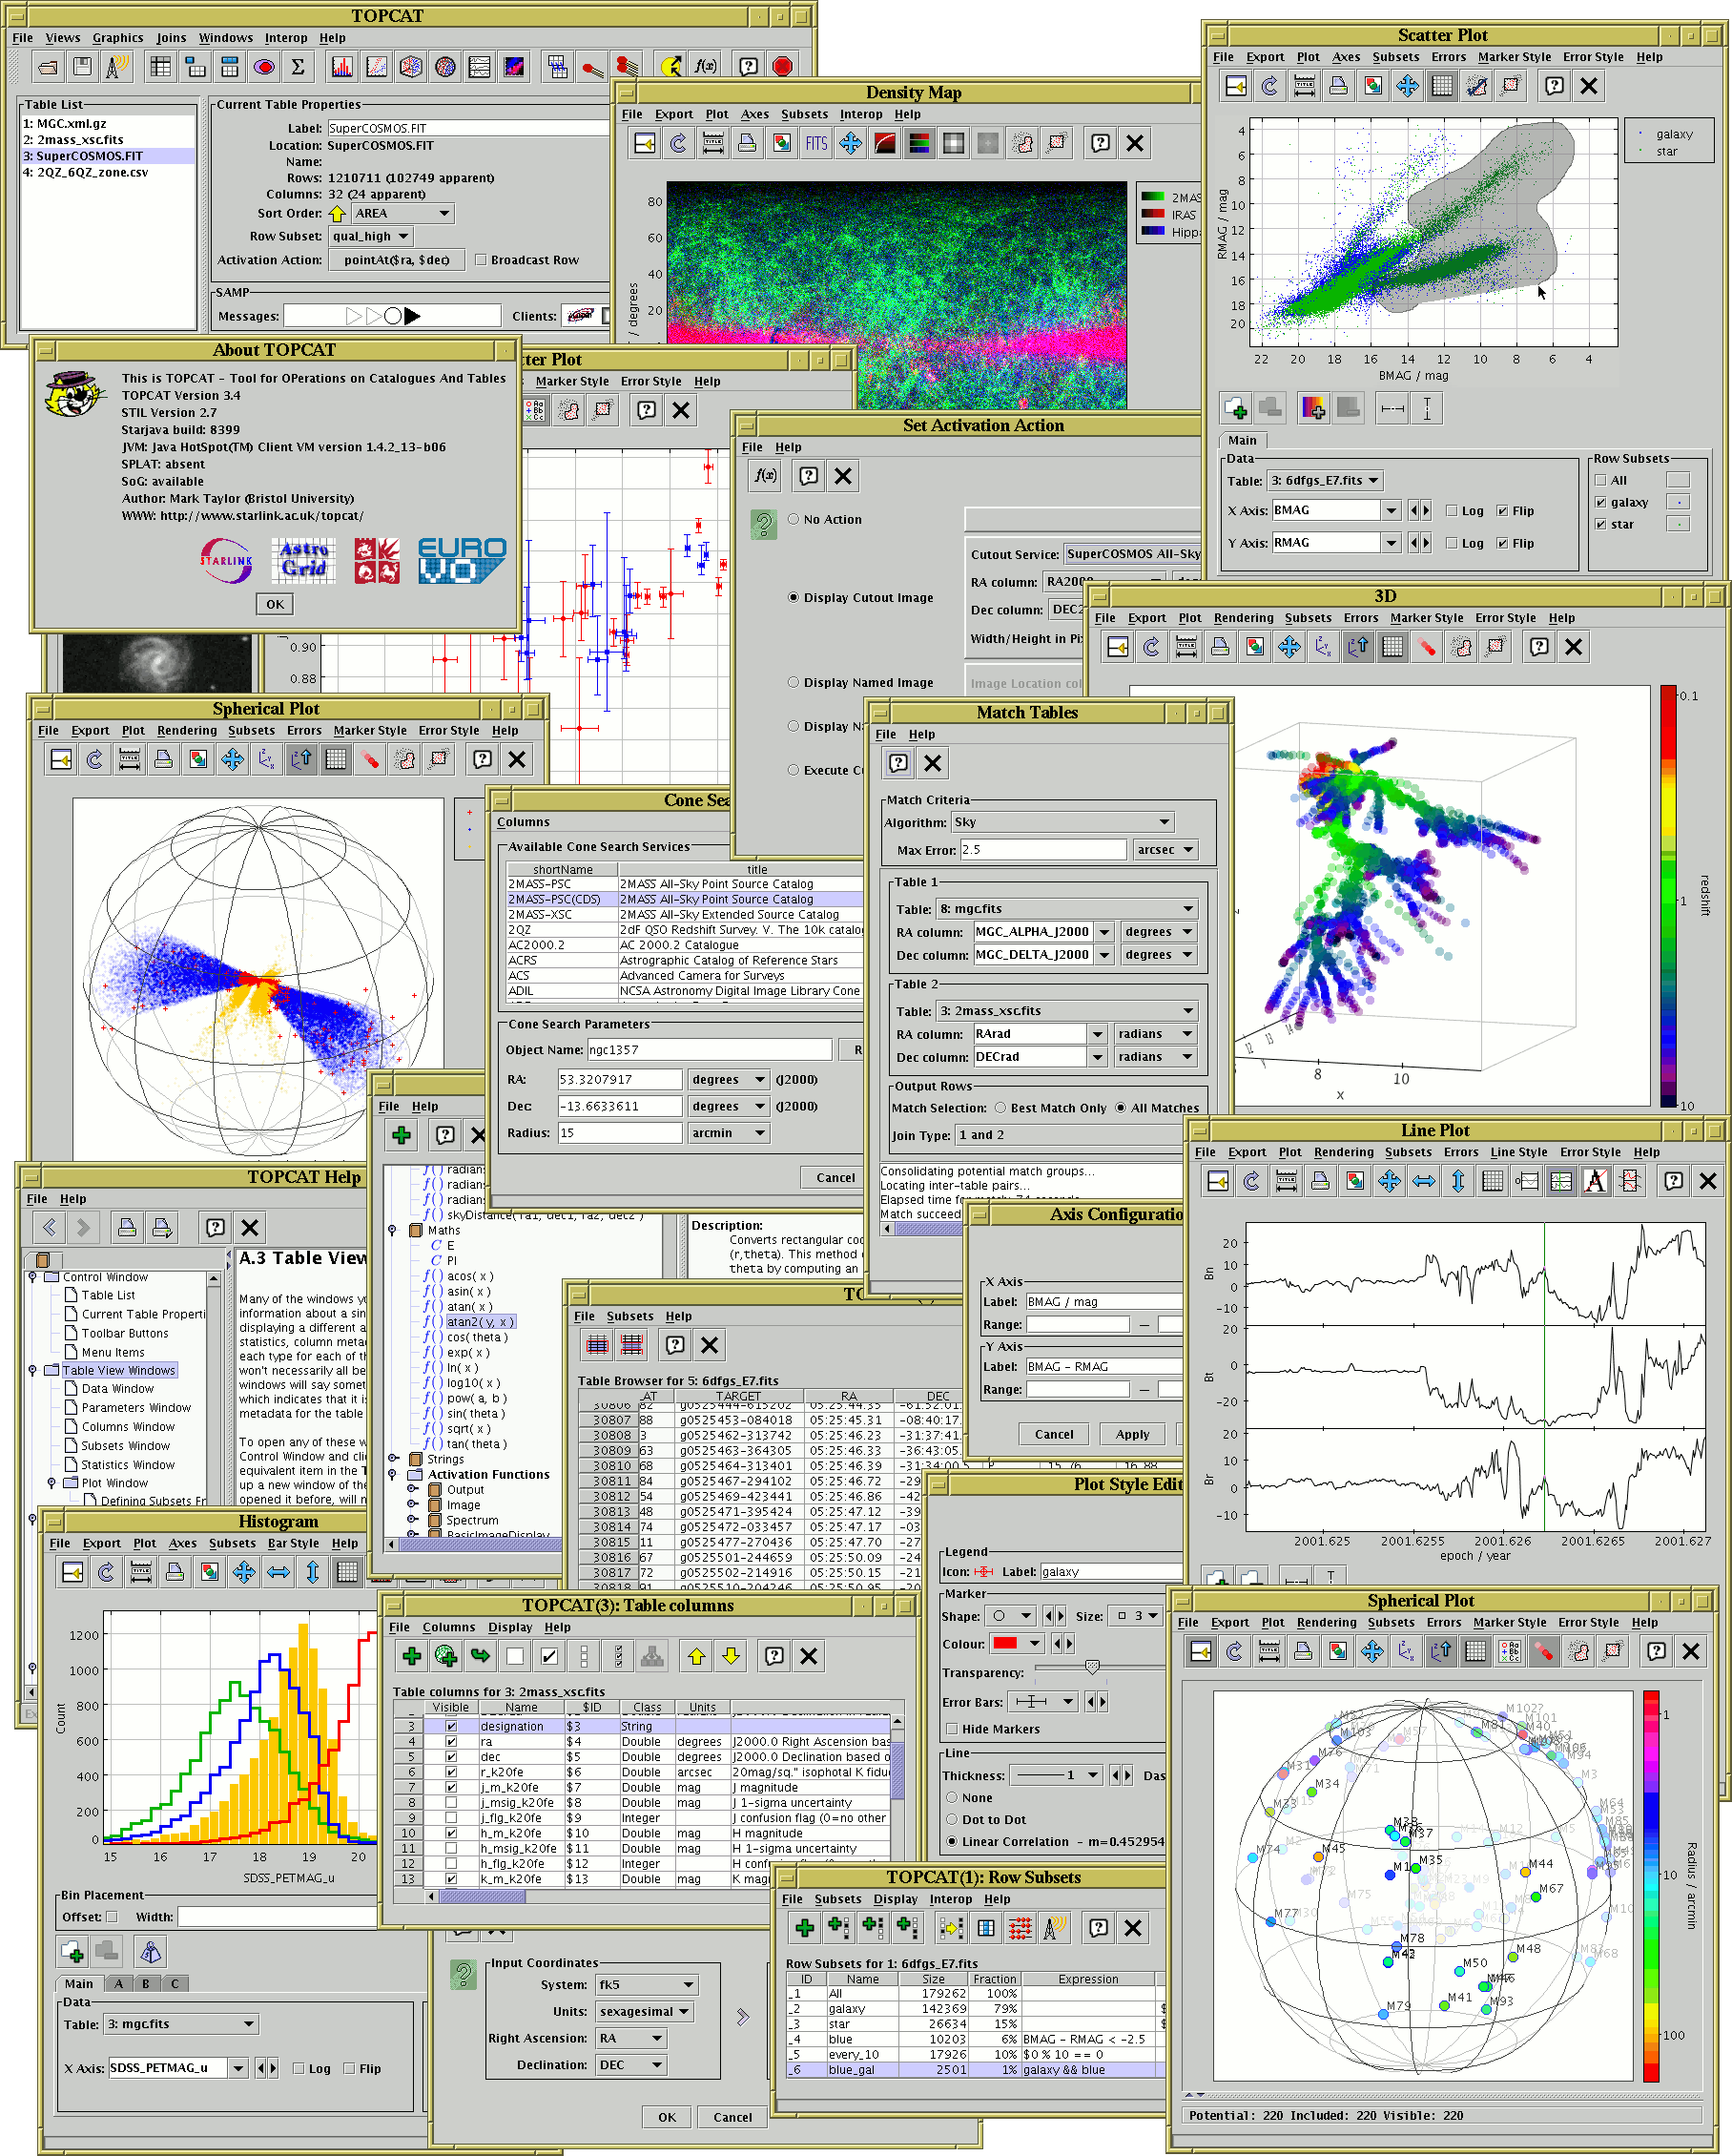 TOPCAT
File Views Graphics Joins Windows Interop Help
Table List
1: MGC.xml.gz
2: 2mass_xsc.fits
3: SuperCOSMOS.FIT
4: 2QZ_6QZ_zone.csv
Current Table Properties
Label: SuperCOSMOS.FIT
Location: SuperCOSMOS.FIT
Name:
Rows: 1210711 (102749 apparent)
Columns: 32 (24 apparent)
Sort Order: AREA
Row Subset: qual_high
Activation Action: pointAt($ra, $dec) Broadcast Row
SAMP
Messages: Clients:
Density Map
File Export Plot Axes Subsets Interop Help
FITS
80
60
40
20
/ degrees
IRAS
Scatter Plot
File Export Plot Axes Subsets Errors Marker Style Error Style Help
galaxy
star
4
6
8
10
12
14
16
18
20
RMAG / mag
22 20 18 16 14 12 10 8 6 4
BMAG / mag
Main
Data
Table: 3: 6dfgs_E7.fits
X Axis: BMAG Log Flip
Y Axis: RMAG Log Flip
Row Subsets
All
galaxy
star
About TOPCAT
This is TOPCAT - Tool for OPerations on Catalogues And Tables
TOPCAT Version 3.4
STIL Version 2.7
Starjava build: 8399
JVM: Java HotSpot(TM) Client VM version 1.4.2_13-b06
SPLAT: absent
SoG: available
Author: Mark Taylor (Bristol University)
WWW: http://www.starlink.ac.uk/topcat/
STARLINK
Astro Grid
EURO VO
OK
tter Plot
Marker Style Error Style Help
0.90
0.88
Set Activation Action
File Help
f(x)
No Action
Display Cutout Image
Display Named Image
Cutout Service: SuperCOSMOS All-Sky
RA column: RA2000
Dec column:
Width/Height in
3D
File Export Plot Rendering Subsets Errors Marker Style Error Style Help
0.1
1
10
redshift
8 10
x
Spherical Plot
File Export Plot Rendering Subsets Errors Marker Style Error Style Help
Cone Sea
Columns
Available Cone Search Services
shortName title
2MASS-PSC 2MASS All-Sky Point Source Catalog
2MASS-PSC(CDS) 2MASS All-Sky Point Source Catalog
2MASS-XSC 2MASS All-Sky Extended Source Catalog
2QZ 2dF QSO Redshift Survey. V. The 10k catalog
AC2000.2 AC 2000.2 Catalogue
ACRS Astrographic Catalog of Reference Stars
ACS Advanced Camera for Surveys
ADIL NCSA Astronomy Digital Image Library Cone
Cone Search Parameters
Object Name: ngc1357
RA: 53.3207917 degrees (J2000)
Dec: -13.6633611 degrees (J2000)
Radius: 15 arcmin
Cancel
Match Tables
File Help
Match Criteria
Algorithm: Sky
Max Error: 2.5 arcsec
Table 1
Table: 8: mgc.fits
RA column: MGC_ALPHA_J2000 degrees
Dec column: MGC_DELTA_J2000 degrees
Table 2
Table: 3: 2mass_xsc.fits
RA column: RArad radians
Dec column: DECrad radians
Output Rows
Match Selection: Best Match Only All Matches
Join Type: 1 and 2
Consolidating potential match groups...
Locating inter-table pairs...
Match succeed
File Help
skyDistance( ra1, dec1, ra2, dec2 )
Maths
E
PI
acos( x )
asin( x )
atan( x )
atan2( y, x )
cos( theta )
exp( x )
ln( x )
log10( x )
pow( a, b )
sin( theta )
sqrt( x )
tan( theta )
Strings
Activation Functions
Output
Image
Spectrum
BasicImageDisplay
Description:
Converts rectangular coo
(r,theta). This method
theta by computing an
TOPCAT Help
File Help
Control Window
Table List
Current Table Properti
Toolbar Buttons
Menu Items
Table View Windows
Data Window
Parameters Window
Columns Window
Subsets Window
Statistics Window
Plot Window
Defining Subsets Fr
A.3 Table View
Many of the windows
information about a sin
displaying a different a
statistics, column meta
each type for each of th
won't necessarily all be
windows will say somet
which indicates that it is
metadata for the table
To open any of these w
Control Window and cli
equivalent item in the T
up a new window of the
opened it before, will n
File Subsets Help
Table Browser for 5: 6dfgs_E7.fits
AT TARGET RA DEC
30807 88 g0525453-084018 05:25:45.31 -08:40:17.
30808 3 g0525462-313742 05:25:46.23 -31:37:41.
30809 63 g0525463-364305 05:25:46.33 -36:43:05.
30810 68 g0525464-313401 05:25:46.39 -31:34:00.5
30811 84 g0525467-294102 05:25:46.72 -29
30812 54 g0525469-423441 05:25:46.86 -42
30813 48 g0525471-395424 05:25:47.12 -39
30814 74 g0525472-033457 05:25:47.17 -03
30815 11 g0525477-270436 05:25:47.70 -27
30816 67 g0525501-244659 05:25:50.09 -24
30817 72 g0525502-214916 05:25:50.15 -21
30818 91 g0525510-204246 05:25:50.95 -20
Axis Configuratio
X Axis
Label: BMAG / mag
Range:
Y Axis
Label: BMAG - RMAG
Range:
Cancel Apply
Line Plot
File Export Plot Rendering Subsets Errors Line Style Error Style Help
Bn
20
10
0
-10
Bt
20
0
-20
Br
20
10
0
-10
2001.625 2001.6255 2001.626 2001.6265 2001.627
epoch / year
Plot Style Edit
Legend
Icon: Label: galaxy
Marker
Shape: Size: 3
Colour:
Transparency:
Error Bars:
Hide Markers
Line
Thickness: 1 Das
None
Dot to Dot
Linear Correlation - m=0.452954
Histogram
File Export Plot Axes Subsets Bar Style Help
1200
1000
800
600
400
200
0
Count
15 16 17 18 19 20
SDSS_PETMAG_u
Bin Placement
Offset: Width:
Main A B C
Data
Table: 3: mgc.fits
X Axis: SDSS_PETMAG_u Log Flip
TOPCAT(3): Table columns
File Columns Display Help
Table columns for 3: 2mass_xsc.fits
Visible Name $ID Class Units
3 designation $3 String
4 ra $4 Double degrees J2000.0 Right Ascension bas
5 dec $5 Double degrees J2000.0 Declination based o
6 r_k20fe $6 Double arcsec 20mag/sq." isophotal K fidu
7 j_m_k20fe $7 Double mag J magnitude
8 j_msig_k20fe $8 Double mag J 1-sigma uncertainty
9 j_flg_k20fe $9 Integer J confusion flag (0=no other
10 h_m_k20fe $10 Double mag H magnitude
11 h_msig_k20fe $11 Double mag H 1-sigma uncertainty
12 h_flg_k20fe $12 Integer H confusion flag (0=no other
13 k_m_k20fe $13 Double mag K magn
Input Coordinates
System: fk5
Units: sexagesimal
Right Ascension: RA
Declination: DEC
OK Cancel
TOPCAT(1): Row Subsets
File Subsets Display Interop Help
Row Subsets for 1: 6dfgs_E7.fits
ID Name Size Fraction Expression
_1 All 179262 100%
_2 galaxy 142369 79%
_3 star 26634 15%
_4 blue 10203 6% BMAG - RMAG < -2.5
_5 every_10 17926 10% $0 % 10 == 0
_6 blue_gal 2501 1% galaxy && blue
Spherical Plot
File Export Plot Rendering Subsets Errors Marker Style Error Style Help
M76
M31
M34
M33
M74
M45
M37
M35
M1
M44
M67
M77
M78
M42
M50
M48
M46
M41
M93
M79
1
10
100
Radius / arcmin
Potential: 220 Included: 220 Visible: 220